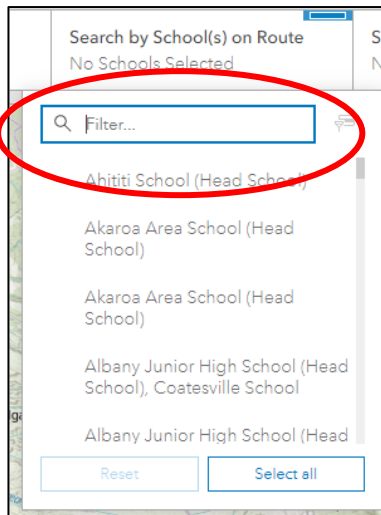 Search by School(s) on Route
No Schools Selected
Filter...
Ahititi School (Head School)
Akaroa Area School (Head
School)
Akaroa Area School (Head
School)
Albany Junior High School (Head
School), Coatesville School
Albany Junior High School (Head
Reset
Select all